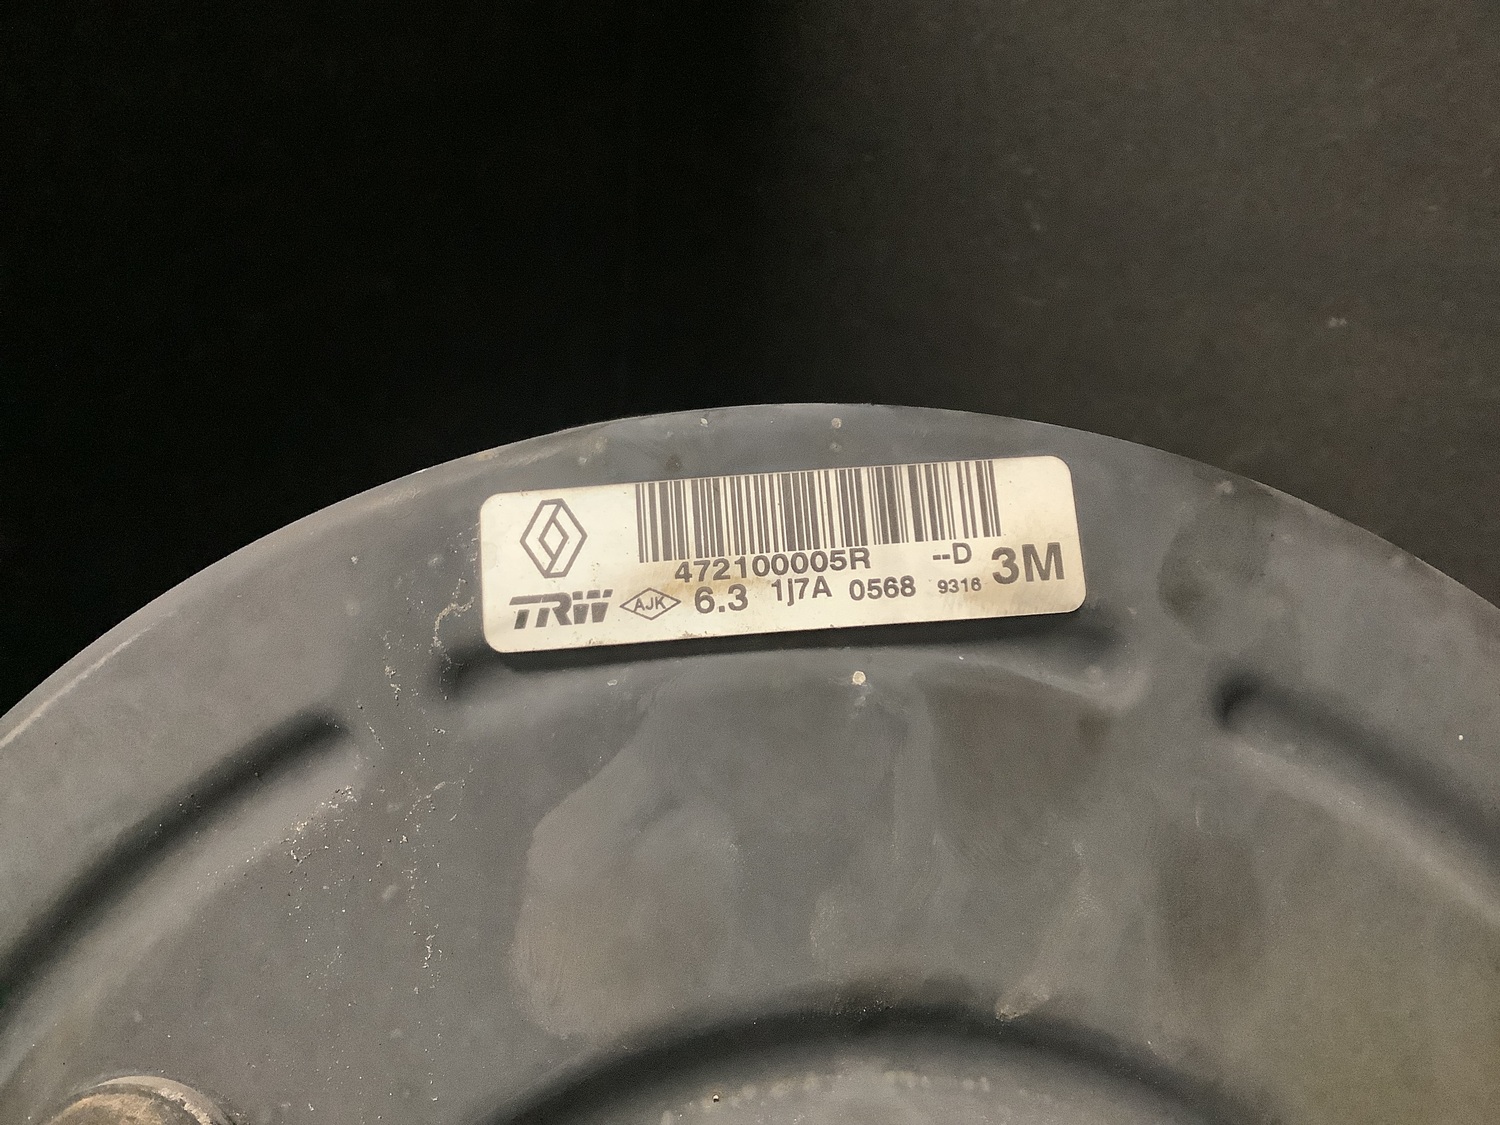 472100005R --D 3M
TRW AJK 6.3 1j7A 0568 9316